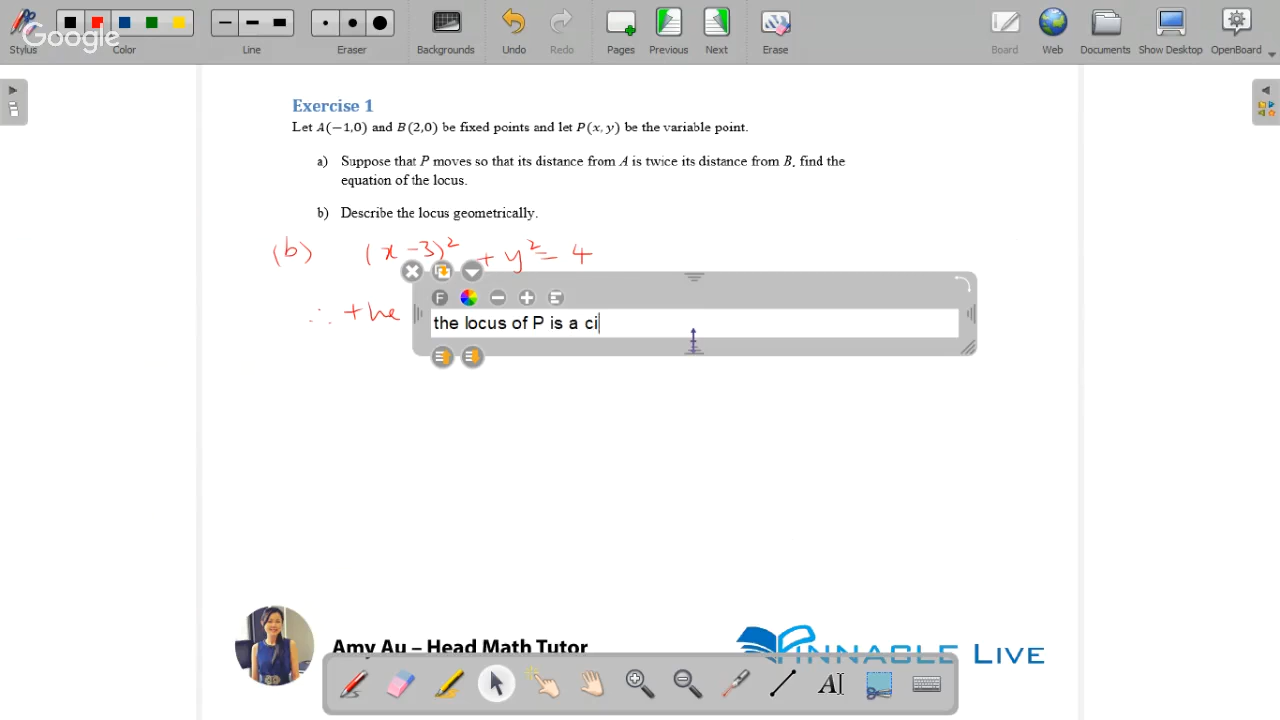 Stylus
Color
Line
Eraser
Backgrounds
Undo
Redo
Pages
Previous
Next
Erase
Board
Web
Documents
Show Desktop
OpenBoard
Google
Exercise 1
Let A(−1,0) and B(2,0) be fixed points and let P(x, y) be the variable point.
a) Suppose that P moves so that its distance from A is twice its distance from B, find the
equation of the locus.
b) Describe the locus geometrically.
(b) (x-3)² + y² = 4
∴ the
F
the locus of P is a ci
Amy Au – Head Math Tutor
PINNABLE LIVE
AI